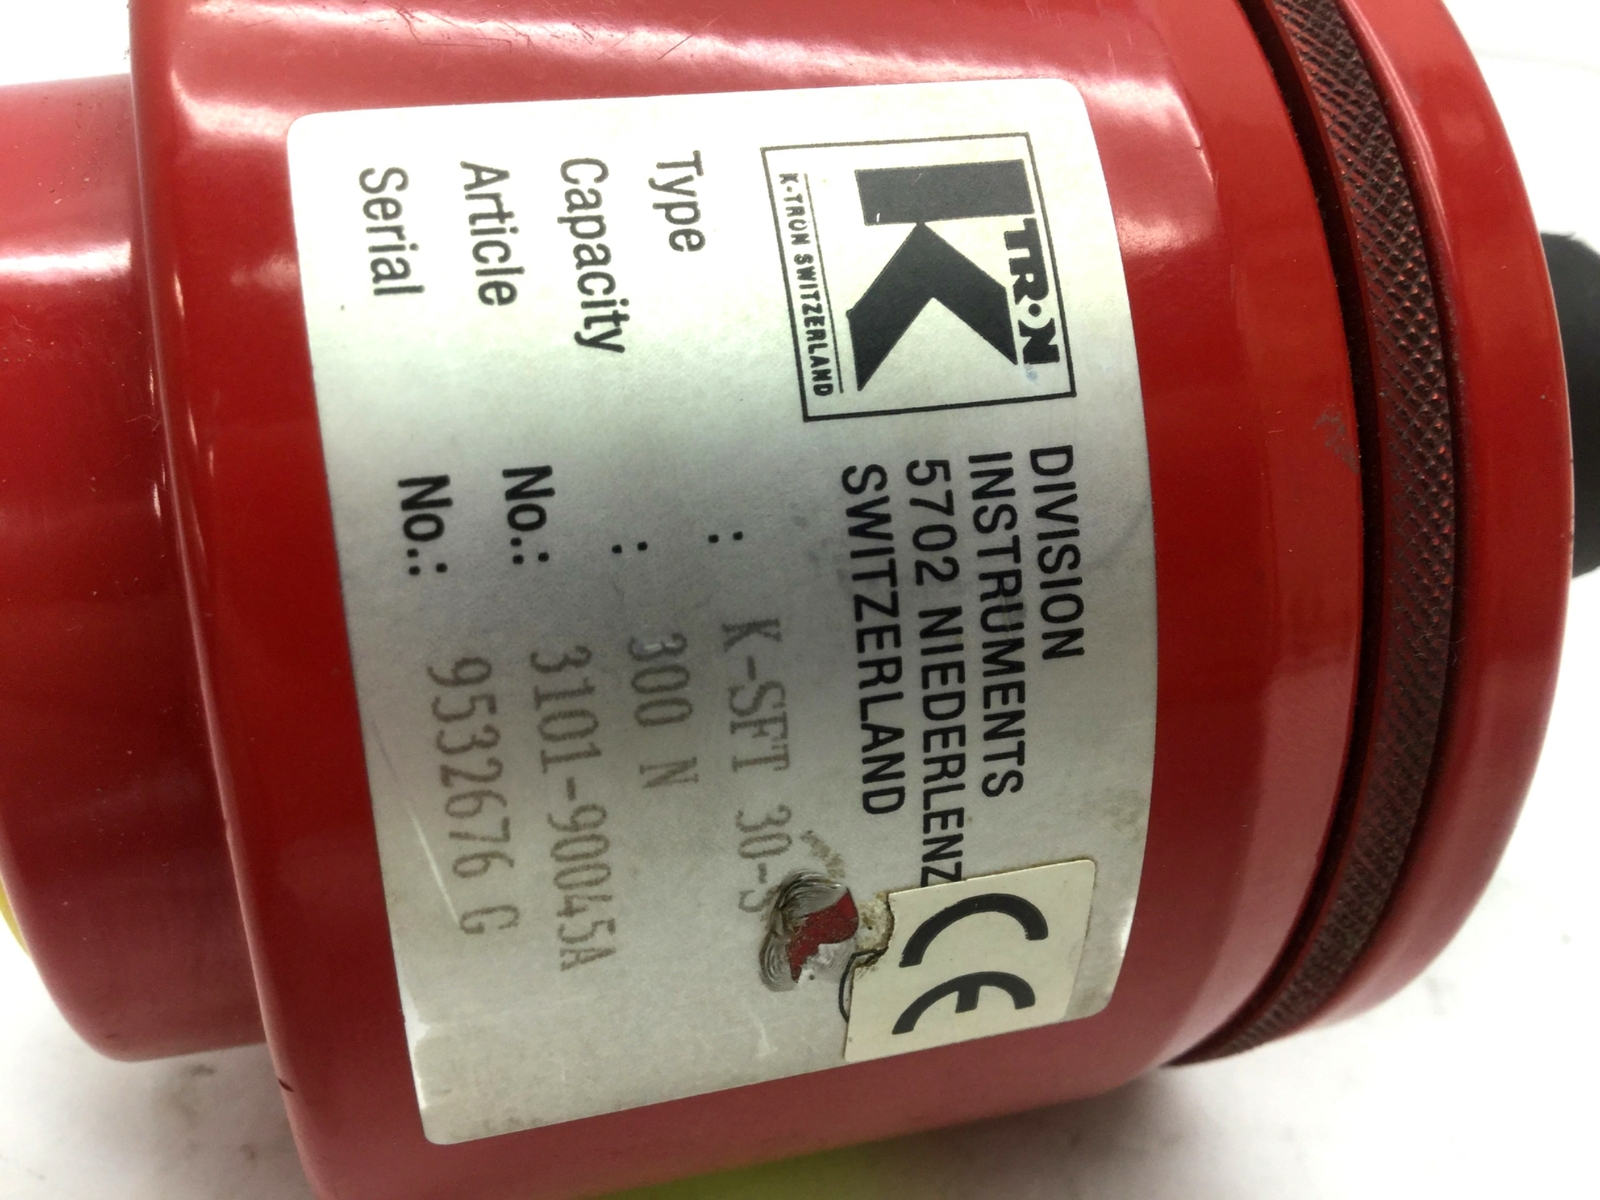 K TRON
K-TRON SWITZERLAND
DIVISION
INSTRUMENTS
5702 NIEDERLENZ
SWITZERLAND
CE
Type : K-SFT 30-S
Capacity : 300 N
Article No.: 3101-90045A
Serial No.: 9532676 G